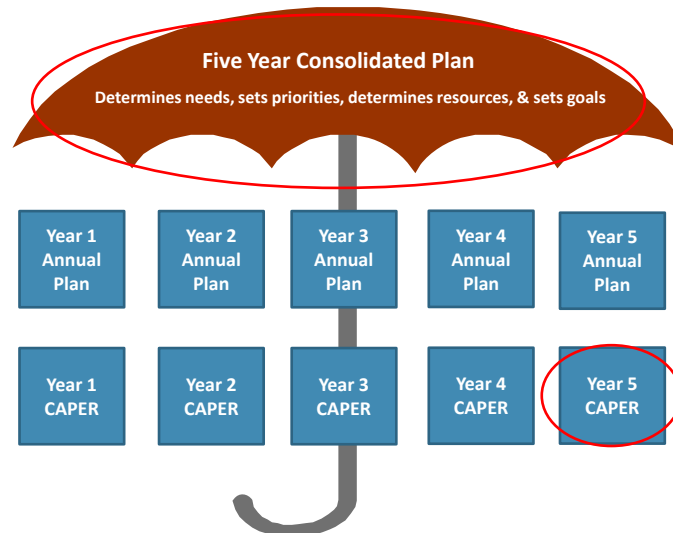 Five Year Consolidated Plan
Determines needs, sets priorities, determines resources, & sets goals
Year 1
Annual
Plan
Year 2
Annual
Plan
Year 3
Annual
Plan
Year 4
Annual
Plan
Year 5
Annual
Plan
Year 1
CAPER
Year 2
CAPER
Year 3
CAPER
Year 4
CAPER
Year 5
CAPER